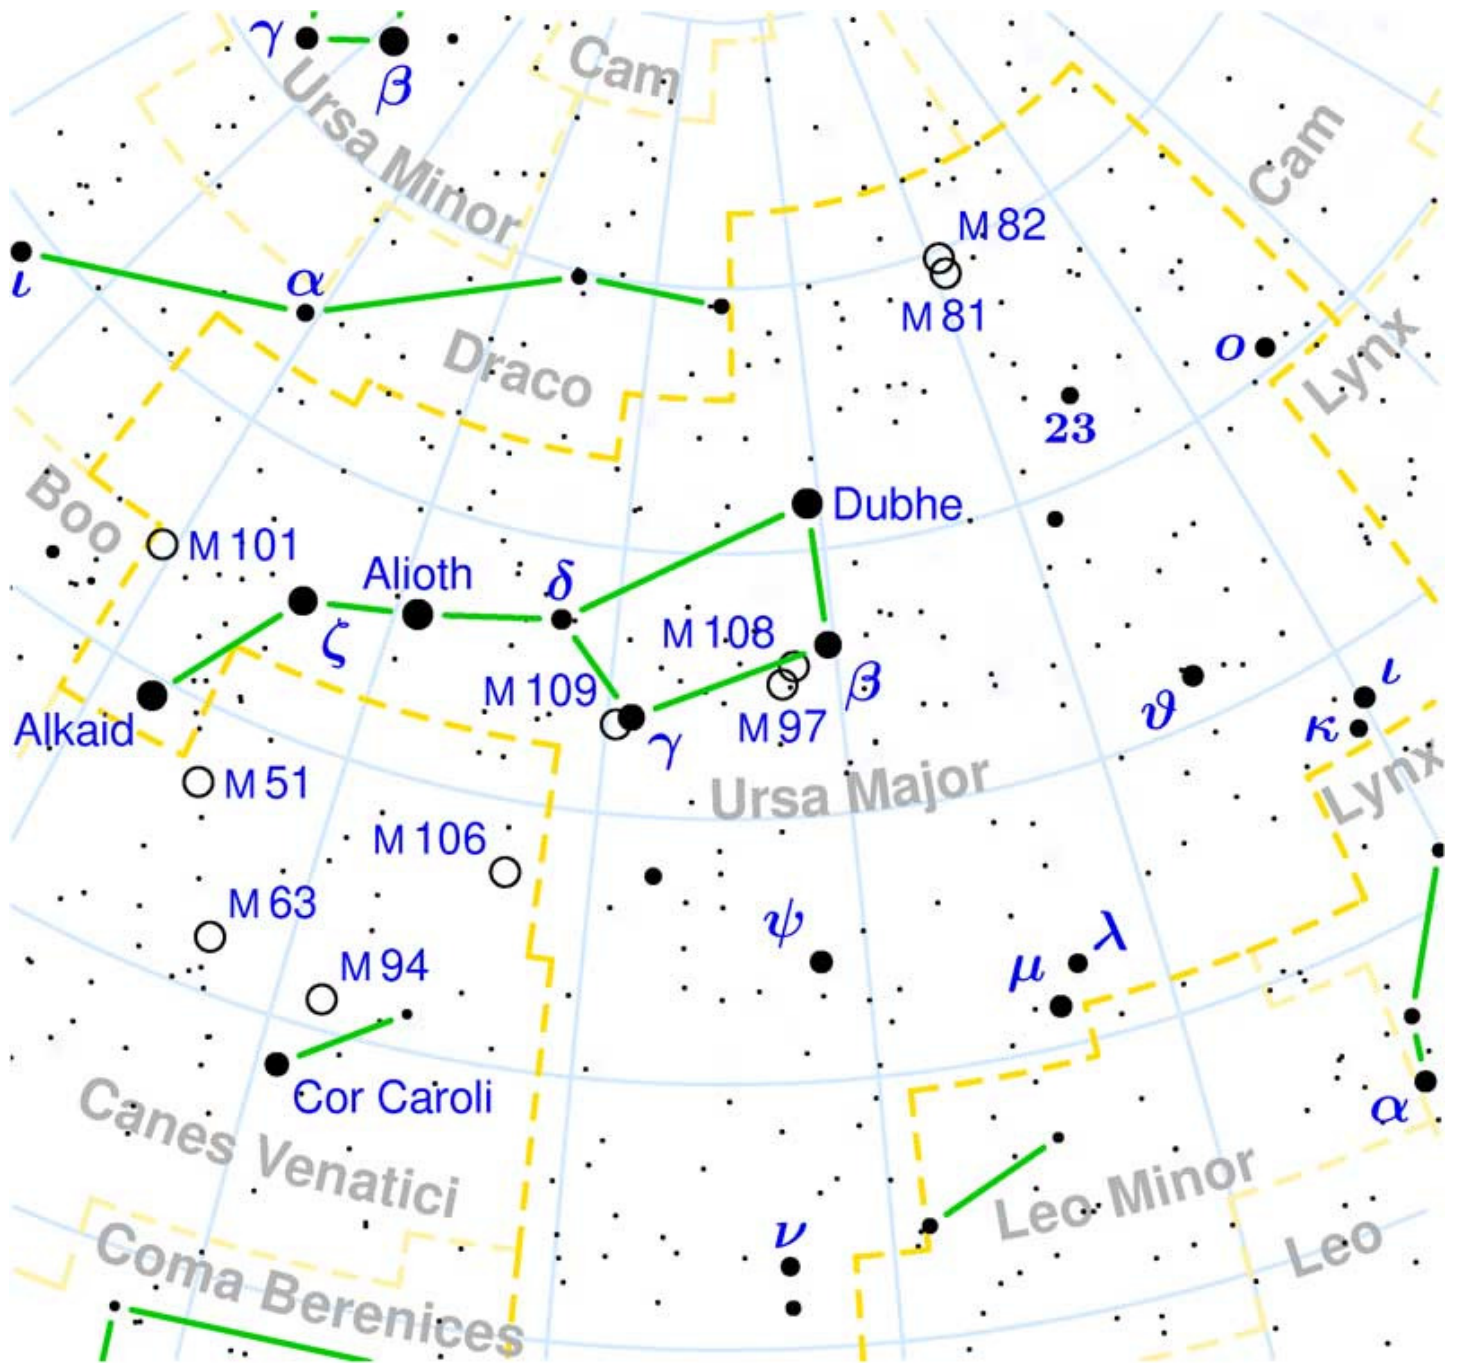 γ
β
Cam
Ursa Minor
Cam
M 82
ι
α
M 81
Draco
ο
Lynx
23
Boo
Dubhe
M 101
Alioth
δ
ζ
M 108
β
M 109
ι
Alkaid
γ
M 97
ϑ
κ
M 51
Ursa Major
Lynx
M 106
M 63
ψ
λ
M 94
μ
Cor Caroli
α
Canes Venatici
Leo Minor
ν
Leo
Coma Berenices